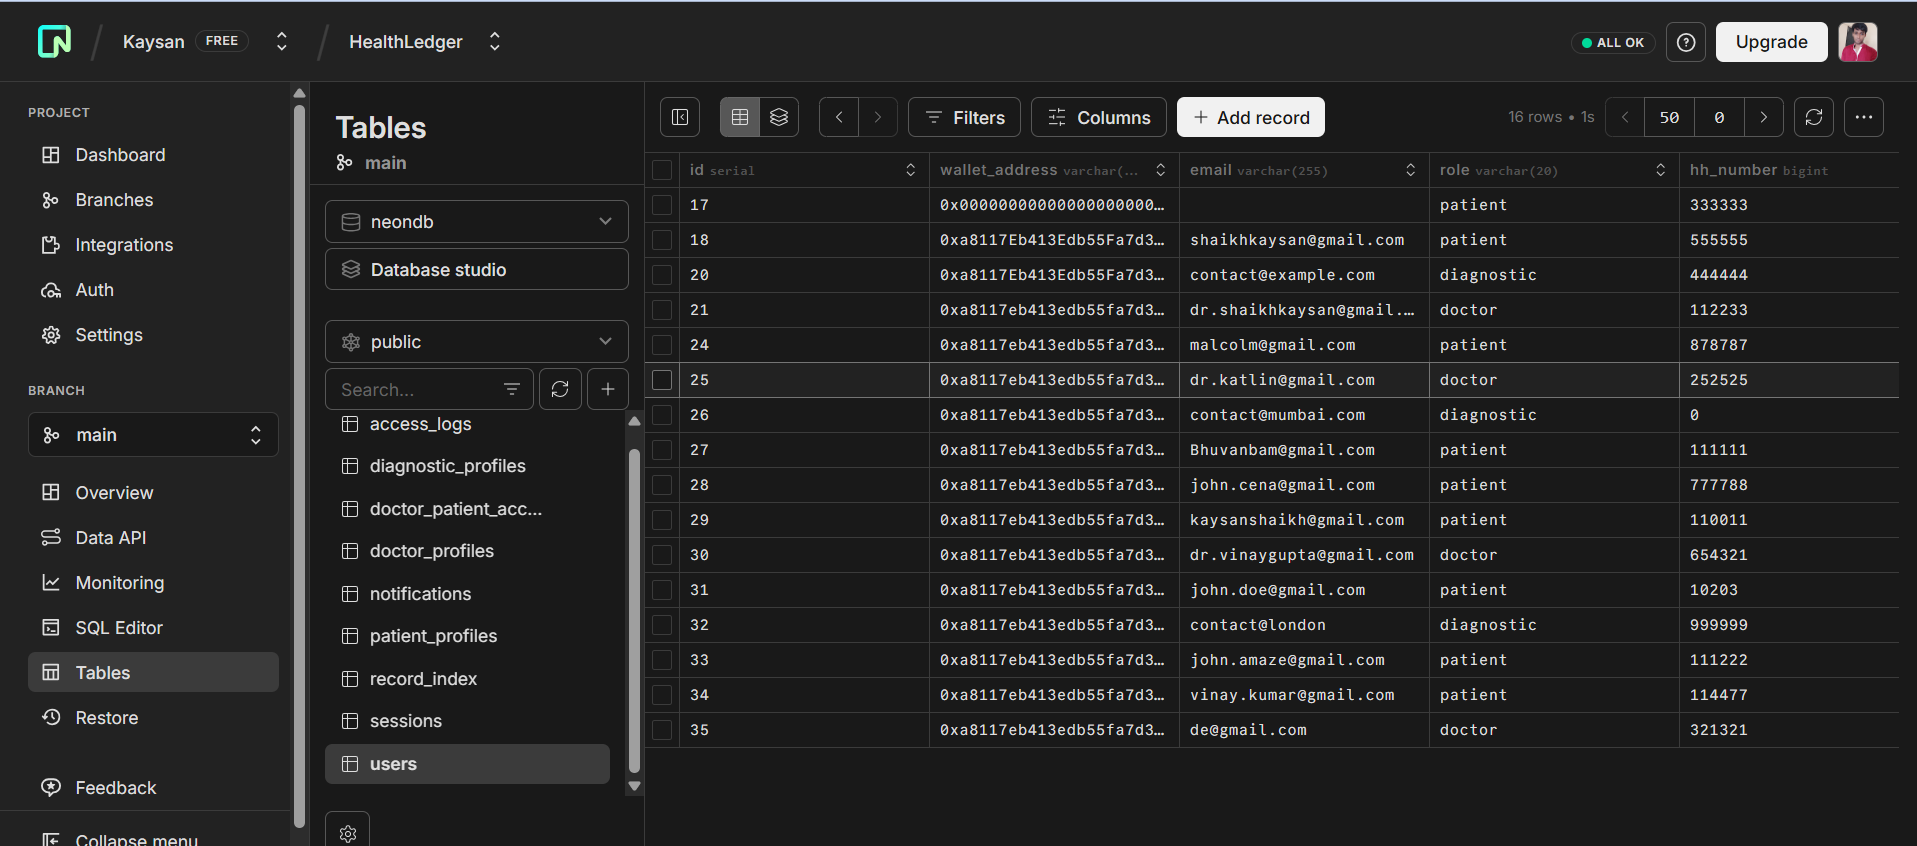 Kaysan FREE
HealthLedger
ALL OK
Upgrade
PROJECT
Dashboard
Branches
Integrations
Auth
Settings
BRANCH
main
Overview
Data API
Monitoring
SQL Editor
Tables
Restore
Feedback
Collapse menu
Tables
main
neondb
Database studio
public
Search...
access_logs
diagnostic_profiles
doctor_patient_acc...
doctor_profiles
notifications
patient_profiles
record_index
sessions
users
Filters
Columns
Add record
16 rows • 1s
50
0
id serial wallet_address varchar(... email varchar(255) role varchar(20) hh_number bigint
17 0x00000000000000000000… patient 333333
18 0xa8117Eb413Edb55Fa7d3… shaikhkaysan@gmail.com patient 555555
20 0xa8117Eb413Edb55Fa7d3… contact@example.com diagnostic 444444
21 0xa8117eb413edb55fa7d3… dr.shaikhkaysan@gmail.… doctor 112233
24 0xa8117eb413edb55fa7d3… malcolm@gmail.com patient 878787
25 0xa8117eb413edb55fa7d3… dr.katlin@gmail.com doctor 252525
26 0xa8117eb413edb55fa7d3… contact@mumbai.com diagnostic 0
27 0xa8117eb413edb55fa7d3… Bhuvanbam@gmail.com patient 111111
28 0xa8117eb413edb55fa7d3… john.cena@gmail.com patient 777788
29 0xa8117eb413edb55fa7d3… kaysanshaikh@gmail.com patient 110011
30 0xa8117eb413edb55fa7d3… dr.vinaygupta@gmail.com doctor 654321
31 0xa8117eb413edb55fa7d3… john.doe@gmail.com patient 10203
32 0xa8117eb413edb55fa7d3… contact@london diagnostic 999999
33 0xa8117eb413edb55fa7d3… john.amaze@gmail.com patient 111222
34 0xa8117eb413edb55fa7d3… vinay.kumar@gmail.com patient 114477
35 0xa8117eb413edb55fa7d3… de@gmail.com doctor 321321